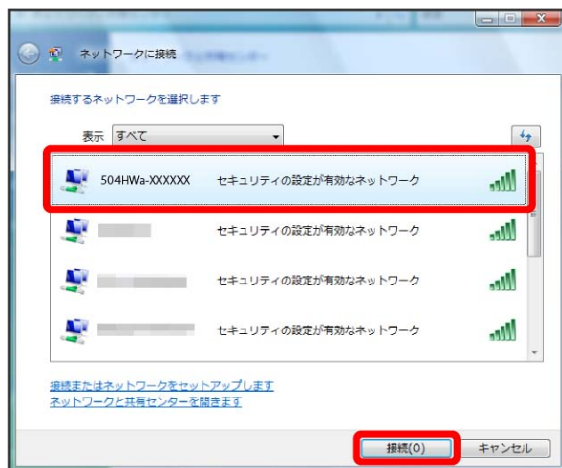 ネットワークに接続
接続するネットワークを選択します
表示 すべて
504HWa-XXXXXX セキュリティの設定が有効なネットワーク
セキュリティの設定が有効なネットワーク
セキュリティの設定が有効なネットワーク
セキュリティの設定が有効なネットワーク
接続またはネットワークをセットアップします
ネットワークと共有センターを開きます
接続(O) キャンセル